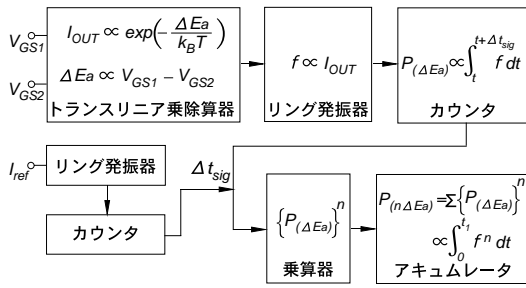 V_GS1
V_GS2
I_OUT ∝ exp(−ΔEa/k_BT)
ΔEa ∝ V_GS1 − V_GS2
トランスリニア乗除算器
f ∝ I_OUT
リング発振器
P_(ΔEa) ∝ ∫_t^{t+Δt_sig} f dt
カウンタ
I_ref
リング発振器
カウンタ
Δt_sig
{P_(ΔEa)}^n
乗算器
P_(nΔEa) = Σ{P_(ΔEa)}^n
∝ ∫_0^{t_1} f^n dt
アキュムレータ